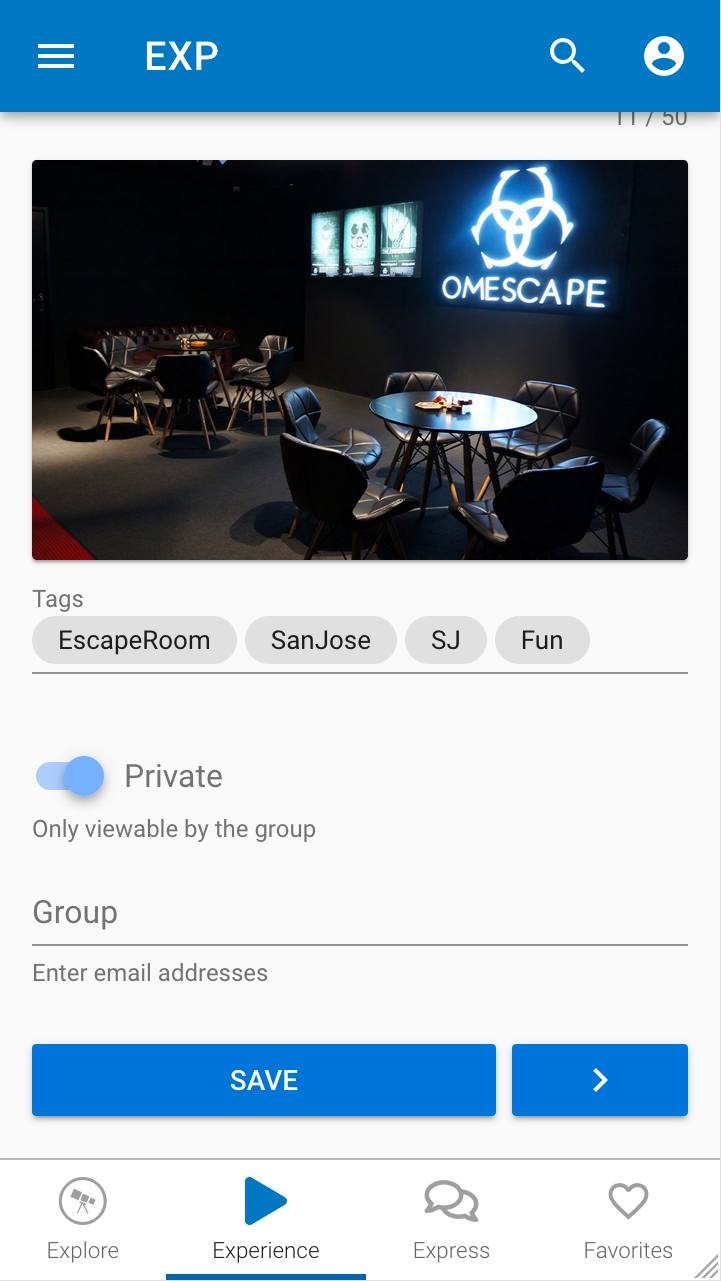 EXP
11 / 50
OMESCAPE
Tags
EscapeRoom SanJose SJ Fun
Private
Only viewable by the group
Group
Enter email addresses
SAVE
Explore Experience Express Favorites